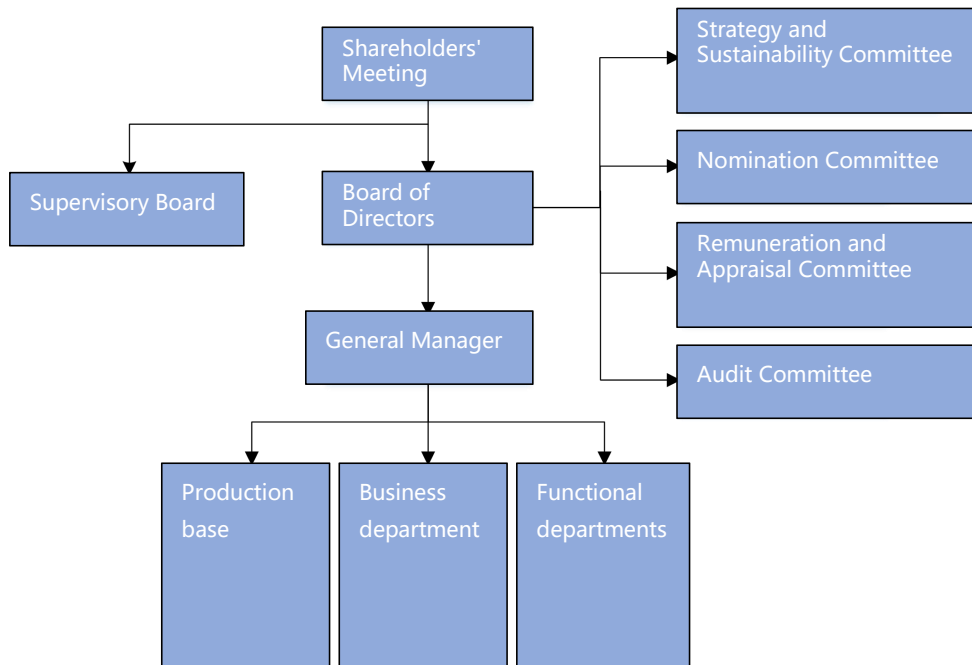 Shareholders'
Meeting
Strategy and
Sustainability Committee
Nomination Committee
Supervisory Board
Board of
Directors
Remuneration and
Appraisal Committee
General Manager
Audit Committee
Production
base
Business
department
Functional
departments